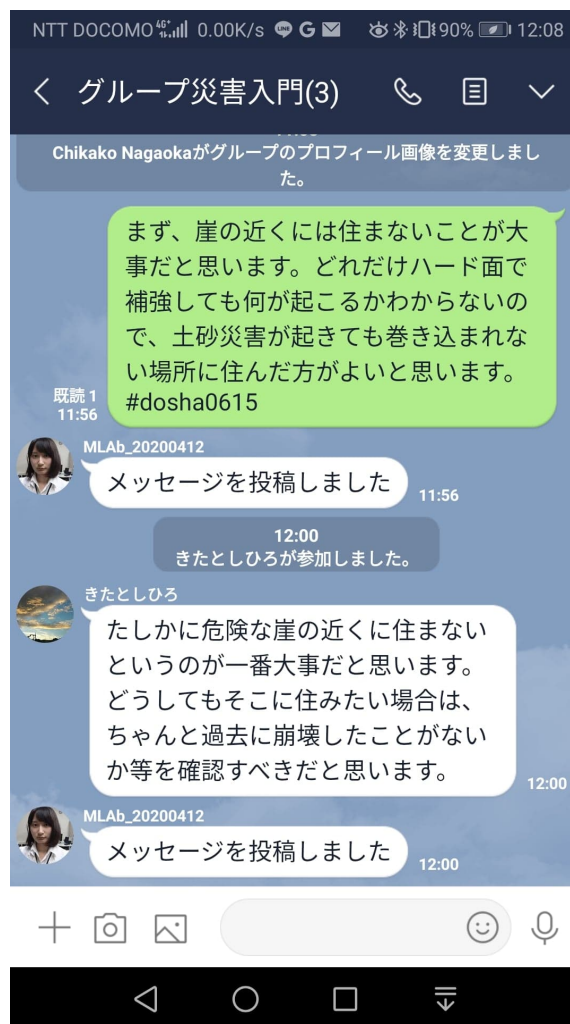 NTT DOCOMO 4G+ 0.00K/s LINE G 90% 12:08
グループ災害入門(3)
Chikako Nagaokaがグループのプロフィール画像を変更しまし
た。
まず、崖の近くには住まないことが大
事だと思います。どれだけハード面で
補強しても何が起こるかわからないの
で、土砂災害が起きても巻き込まれな
い場所に住んだ方がよいと思います。
#dosha0615
既読 1
11:56
MLAb_20200412
メッセージを投稿しました
11:56
12:00
きたとしひろが参加しました。
きたとしひろ
たしかに危険な崖の近くに住まない
というのが一番大事だと思います。
どうしてもそこに住みたい場合は、
ちゃんと過去に崩壊したことがない
か等を確認すべきだと思います。
12:00
MLAb_20200412
メッセージを投稿しました
12:00